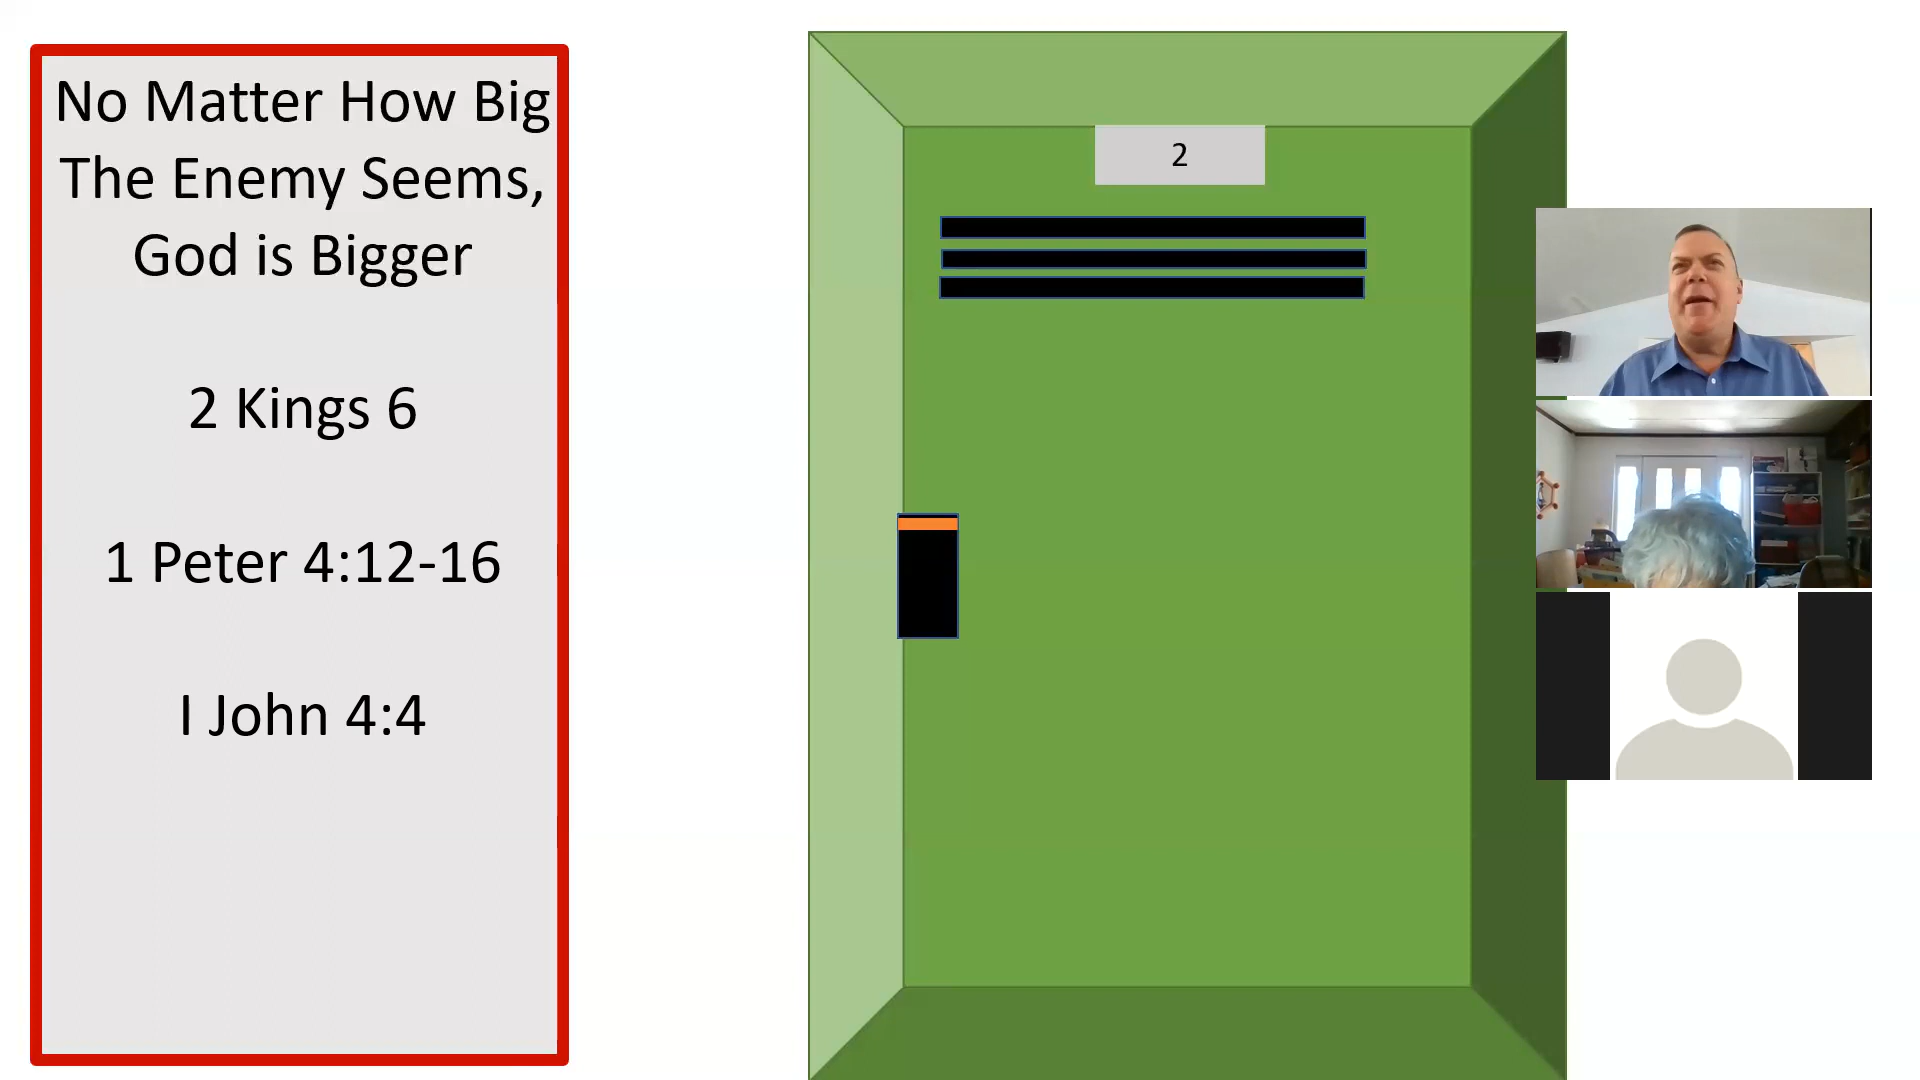 No Matter How Big
The Enemy Seems,
God is Bigger
2 Kings 6
1 Peter 4:12-16
I John 4:4
2